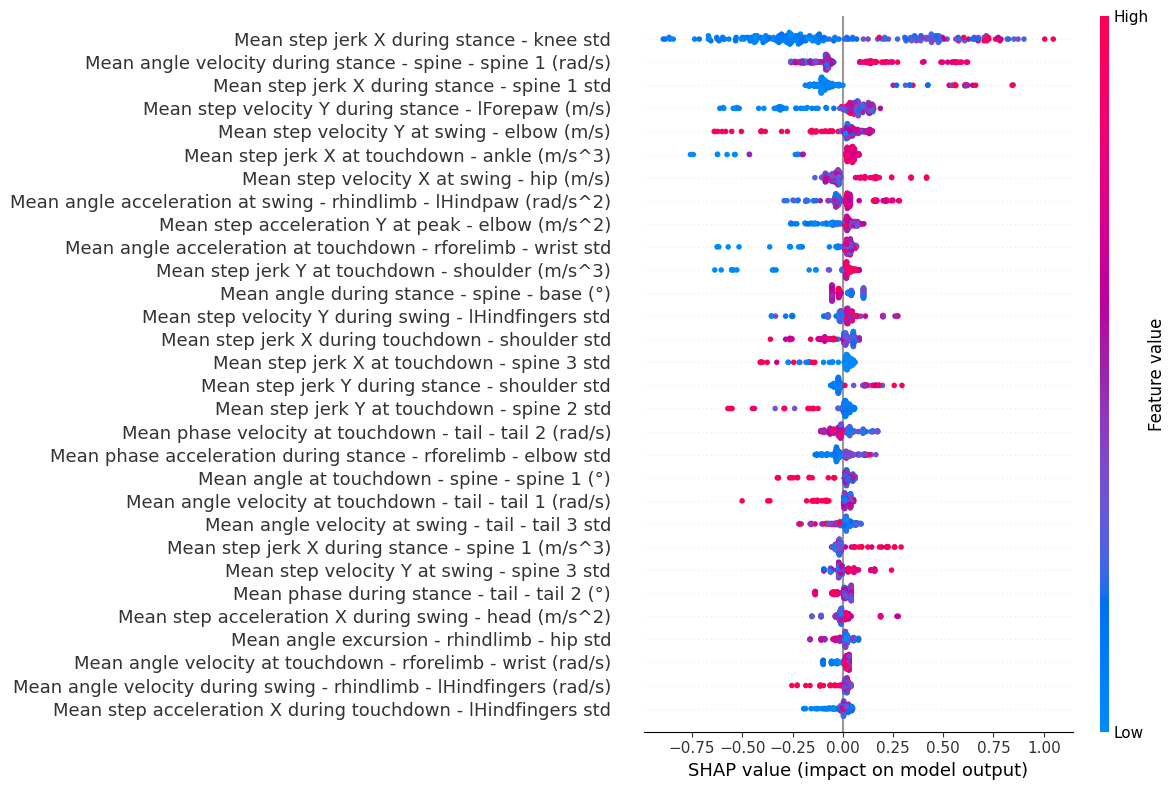 High
Mean step jerk X during stance - knee std
Mean angle velocity during stance - spine - spine 1 (rad/s)
Mean step jerk X during stance - spine 1 std
Mean step velocity Y during stance - lForepaw (m/s)
Mean step velocity Y at swing - elbow (m/s)
Mean step jerk X at touchdown - ankle (m/s^3)
Mean step velocity X at swing - hip (m/s)
Mean angle acceleration at swing - rhindlimb - lHindpaw (rad/s^2)
Mean step acceleration Y at peak - elbow (m/s^2)
Mean angle acceleration at touchdown - rforelimb - wrist std
Mean step jerk Y at touchdown - shoulder (m/s^3)
Mean angle during stance - spine - base (°)
Mean step velocity Y during swing - lHindfingers std
Mean step jerk X during touchdown - shoulder std
Mean step jerk X at touchdown - spine 3 std
Mean step jerk Y during stance - shoulder std
Mean step jerk Y at touchdown - spine 2 std
Mean phase velocity at touchdown - tail - tail 2 (rad/s)
Mean phase acceleration during stance - rforelimb - elbow std
Mean angle at touchdown - spine - spine 1 (°)
Mean angle velocity at touchdown - tail - tail 1 (rad/s)
Mean angle velocity at swing - tail - tail 3 std
Mean step jerk X during stance - spine 1 (m/s^3)
Mean step velocity Y at swing - spine 3 std
Mean phase during stance - tail - tail 2 (°)
Mean step acceleration X during swing - head (m/s^2)
Mean angle excursion - rhindlimb - hip std
Mean angle velocity at touchdown - rforelimb - wrist (rad/s)
Mean angle velocity during swing - rhindlimb - lHindfingers (rad/s)
Mean step acceleration X during touchdown - lHindfingers std
Feature value
Low
−0.75 −0.50 −0.25 0.00 0.25 0.50 0.75 1.00
SHAP value (impact on model output)